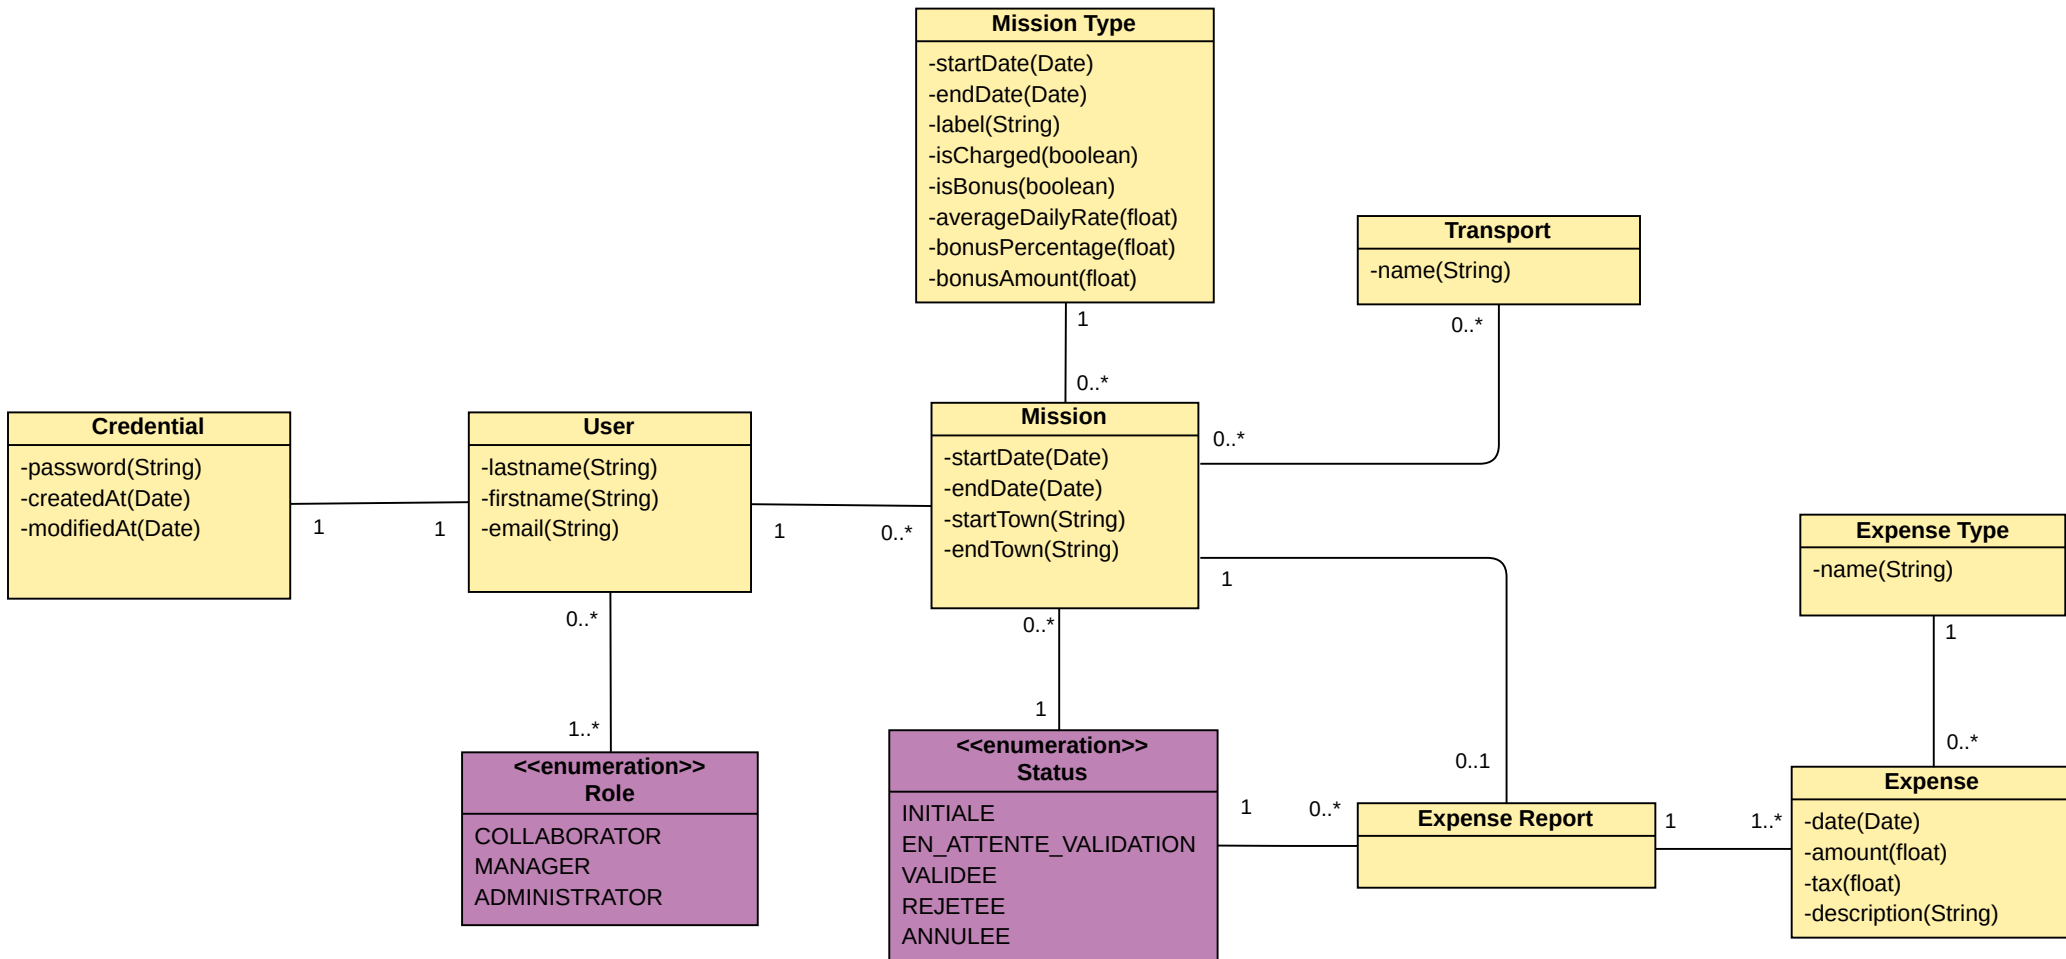 Mission Type
-startDate(Date)
-endDate(Date)
-label(String)
-isCharged(boolean)
-isBonus(boolean)
-averageDailyRate(float)
-bonusPercentage(float)
-bonusAmount(float)
1
0..*
Transport
-name(String)
0..*
0..*
Credential
-password(String)
-createdAt(Date)
-modifiedAt(Date)
1
1
User
-lastname(String)
-firstname(String)
-email(String)
1
0..*
0..*
1..*
Mission
-startDate(Date)
-endDate(Date)
-startTown(String)
-endTown(String)
1
0..1
0..*
1
Expense Type
-name(String)
1
0..*
<<enumeration>>
Role
COLLABORATOR
MANAGER
ADMINISTRATOR
<<enumeration>>
Status
INITIALE
EN_ATTENTE_VALIDATION
VALIDEE
REJETEE
ANNULEE
1
0..*
Expense Report
1
1..*
Expense
-date(Date)
-amount(float)
-tax(float)
-description(String)